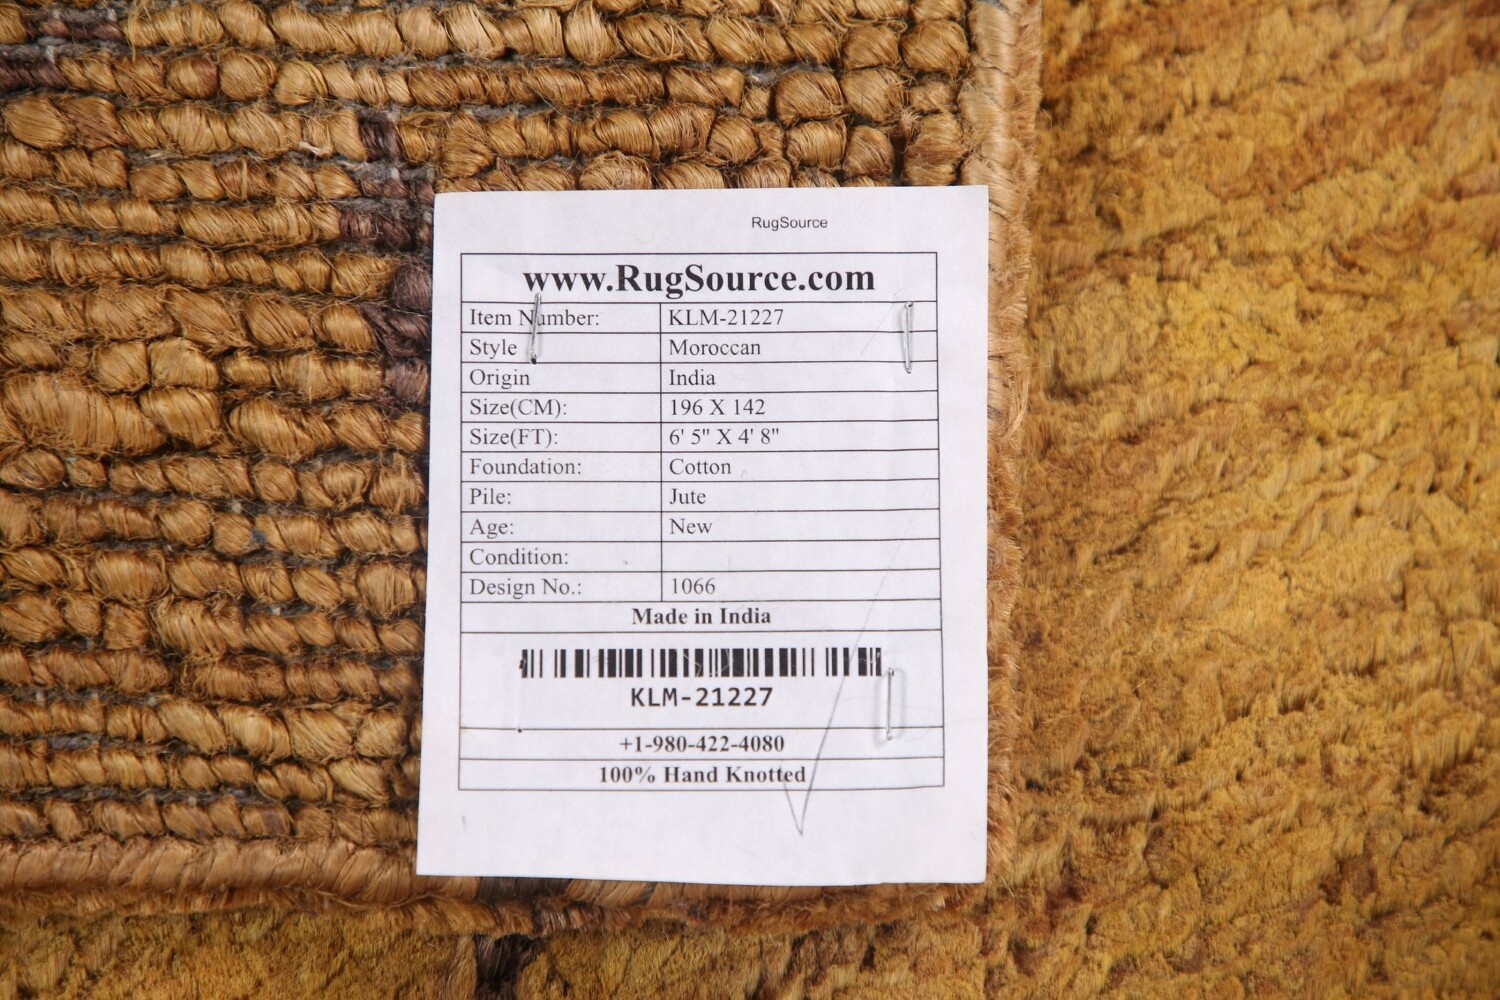 RugSource
www.RugSource.com
Item Number: KLM-21227
Style Moroccan
Origin India
Size(CM): 196 X 142
Size(FT): 6' 5" X 4' 8"
Foundation: Cotton
Pile: Jute
Age: New
Condition:
Design No.: 1066
Made in India
KLM-21227
+1-980-422-4080
100% Hand Knotted